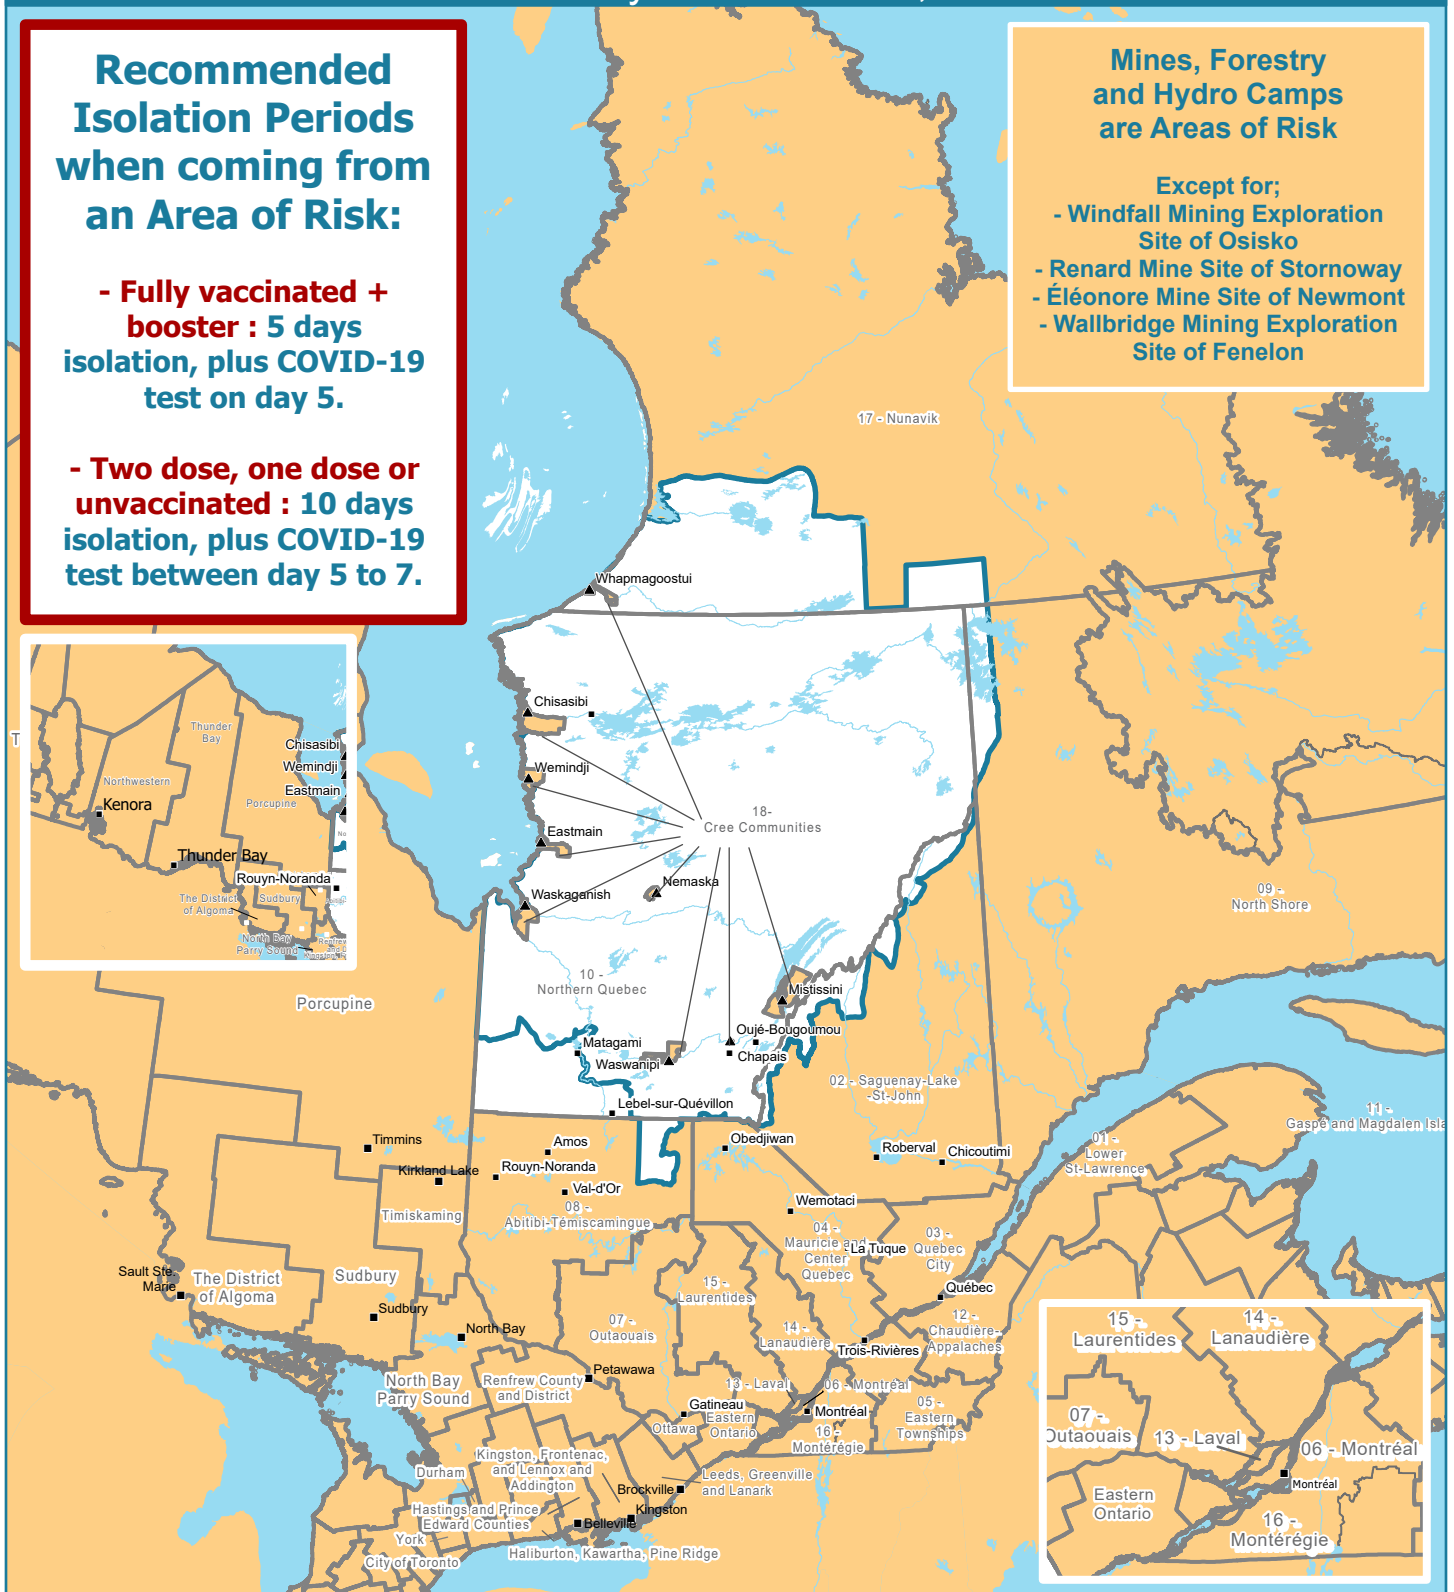 Recommended
Isolation Periods
when coming from
an Area of Risk:
- Fully vaccinated +
booster : 5 days
isolation, plus COVID-19
test on day 5.
- Two dose, one dose or
unvaccinated : 10 days
isolation, plus COVID-19
test between day 5 to 7.
Mines, Forestry
and Hydro Camps
are Areas of Risk
Except for;
- Windfall Mining Exploration
Site of Osisko
- Renard Mine Site of Stornoway
- Éléonore Mine Site of Newmont
- Wallbridge Mining Exploration
Site of Fenelon
17 - Nunavik
Whapmagoostui
Chisasibi
Wemindji
Eastmain
Waskaganish
Nemaska
18-
Cree Communities
10 -
Northern Quebec
Mistissini
Oujé-Bougoumou
Chapais
Matagami
Waswanipi
Lebel-sur-Quévillon
09 -
North Shore
02 - Saguenay-Lake
-St-John
Roberval
Chicoutimi
Obedjiwan
Wemotaci
11 -
Gaspé and Magdalen Isla
01 -
Lower
St-Lawrence
Thunder
Bay
Northwestern
Kenora
Porcupine
Chisasibi
Wemindji
Eastmain
No
Thunder Bay
Rouyn-Noranda
The District
of Algoma
Sudbury
North Bay
Parry Sound
Renfrew
T
Porcupine
Timmins
Kirkland Lake
Timiskaming
Amos
Rouyn-Noranda
Val-d'Or
08 -
Abitibi-Témiscamingue
04 -
Mauricie and
Center
Quebec
La Tuque
03 -
Quebec
City
Québec
Sault Ste.
Marie
The District
of Algoma
Sudbury
Sudbury
North Bay
15 -
Laurentides
07 -
Outaouais
14 -
Lanaudière
Trois-Rivières
12 -
Chaudière-
Appalaches
North Bay
Parry Sound
Renfrew County
and District
Petawawa
Gatineau
Ottawa
Eastern
Ontario
13 - Laval
06 - Montréal
Montréal
16 -
Montérégie
05 -
Eastern
Townships
Durham
Kingston, Frontenac,
and Lennox and
Addington
Leeds, Greenville
and Lanark
Brockville
Kingston
Hastings and Prince
Edward Counties
Belleville
York
City of Toronto
Haliburton, Kawartha, Pine Ridge
15 -
Laurentides
14 -
Lanaudière
07 -
Outaouais
13 - Laval
06 - Montréal
Montréal
Eastern
Ontario
16 -
Montérégie